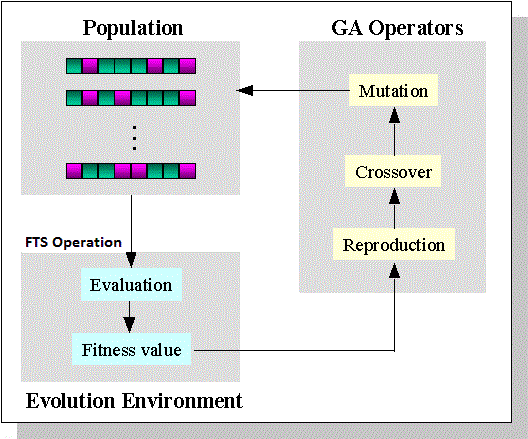 Population
GA Operators
Mutation
Crossover
Reproduction
FTS Operation
Evaluation
Fitness value
Evolution Environment